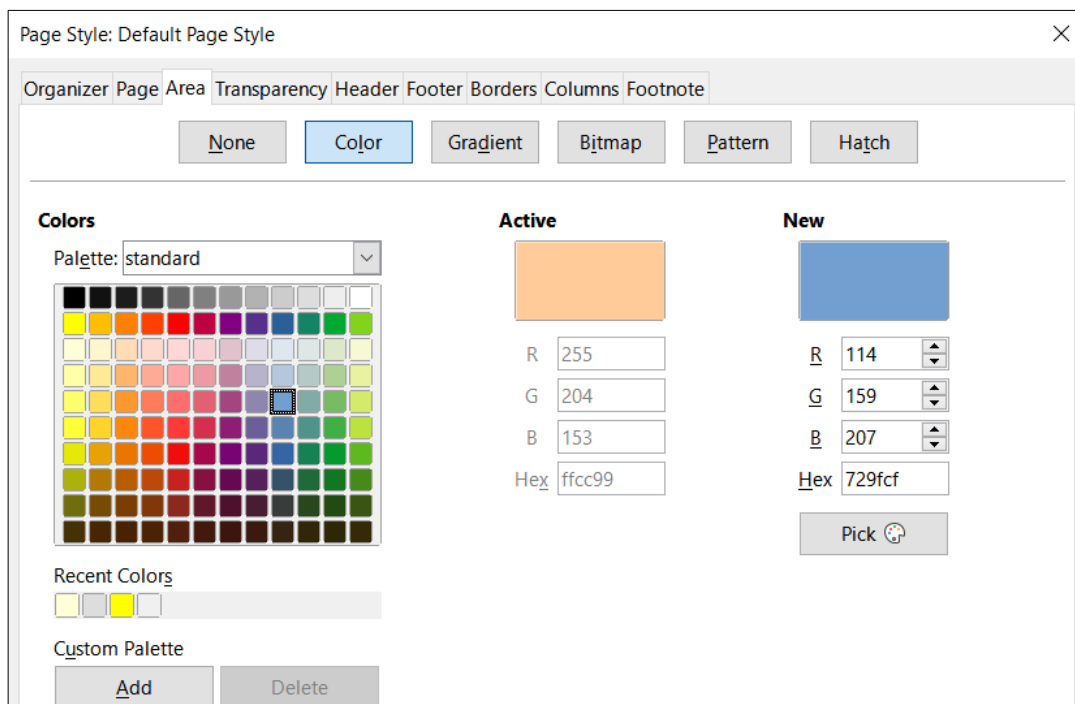 Page Style: Default Page Style
Organizer Page Area Transparency Header Footer Borders Columns Footnote
None Color Gradient Bitmap Pattern Hatch
Colors Active New
Palette: standard
R 255 R 114
G 204 G 159
B 153 B 207
Hex ffcc99 Hex 729fcf
Pick
Recent Colors
Custom Palette
Add Delete